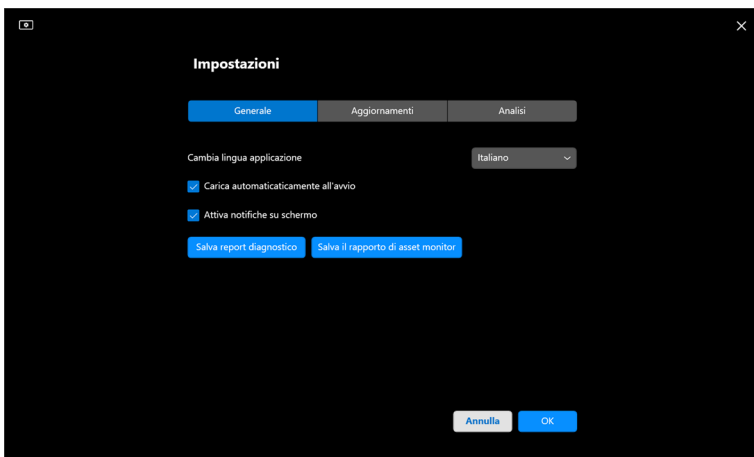 Impostazioni
Generale Aggiornamenti Analisi
Cambia lingua applicazione Italiano
Carica automaticaticamente all'avvio
Attiva notifiche su schermo
Salva report diagnostico Salva il rapporto di asset monitor
Annulla OK